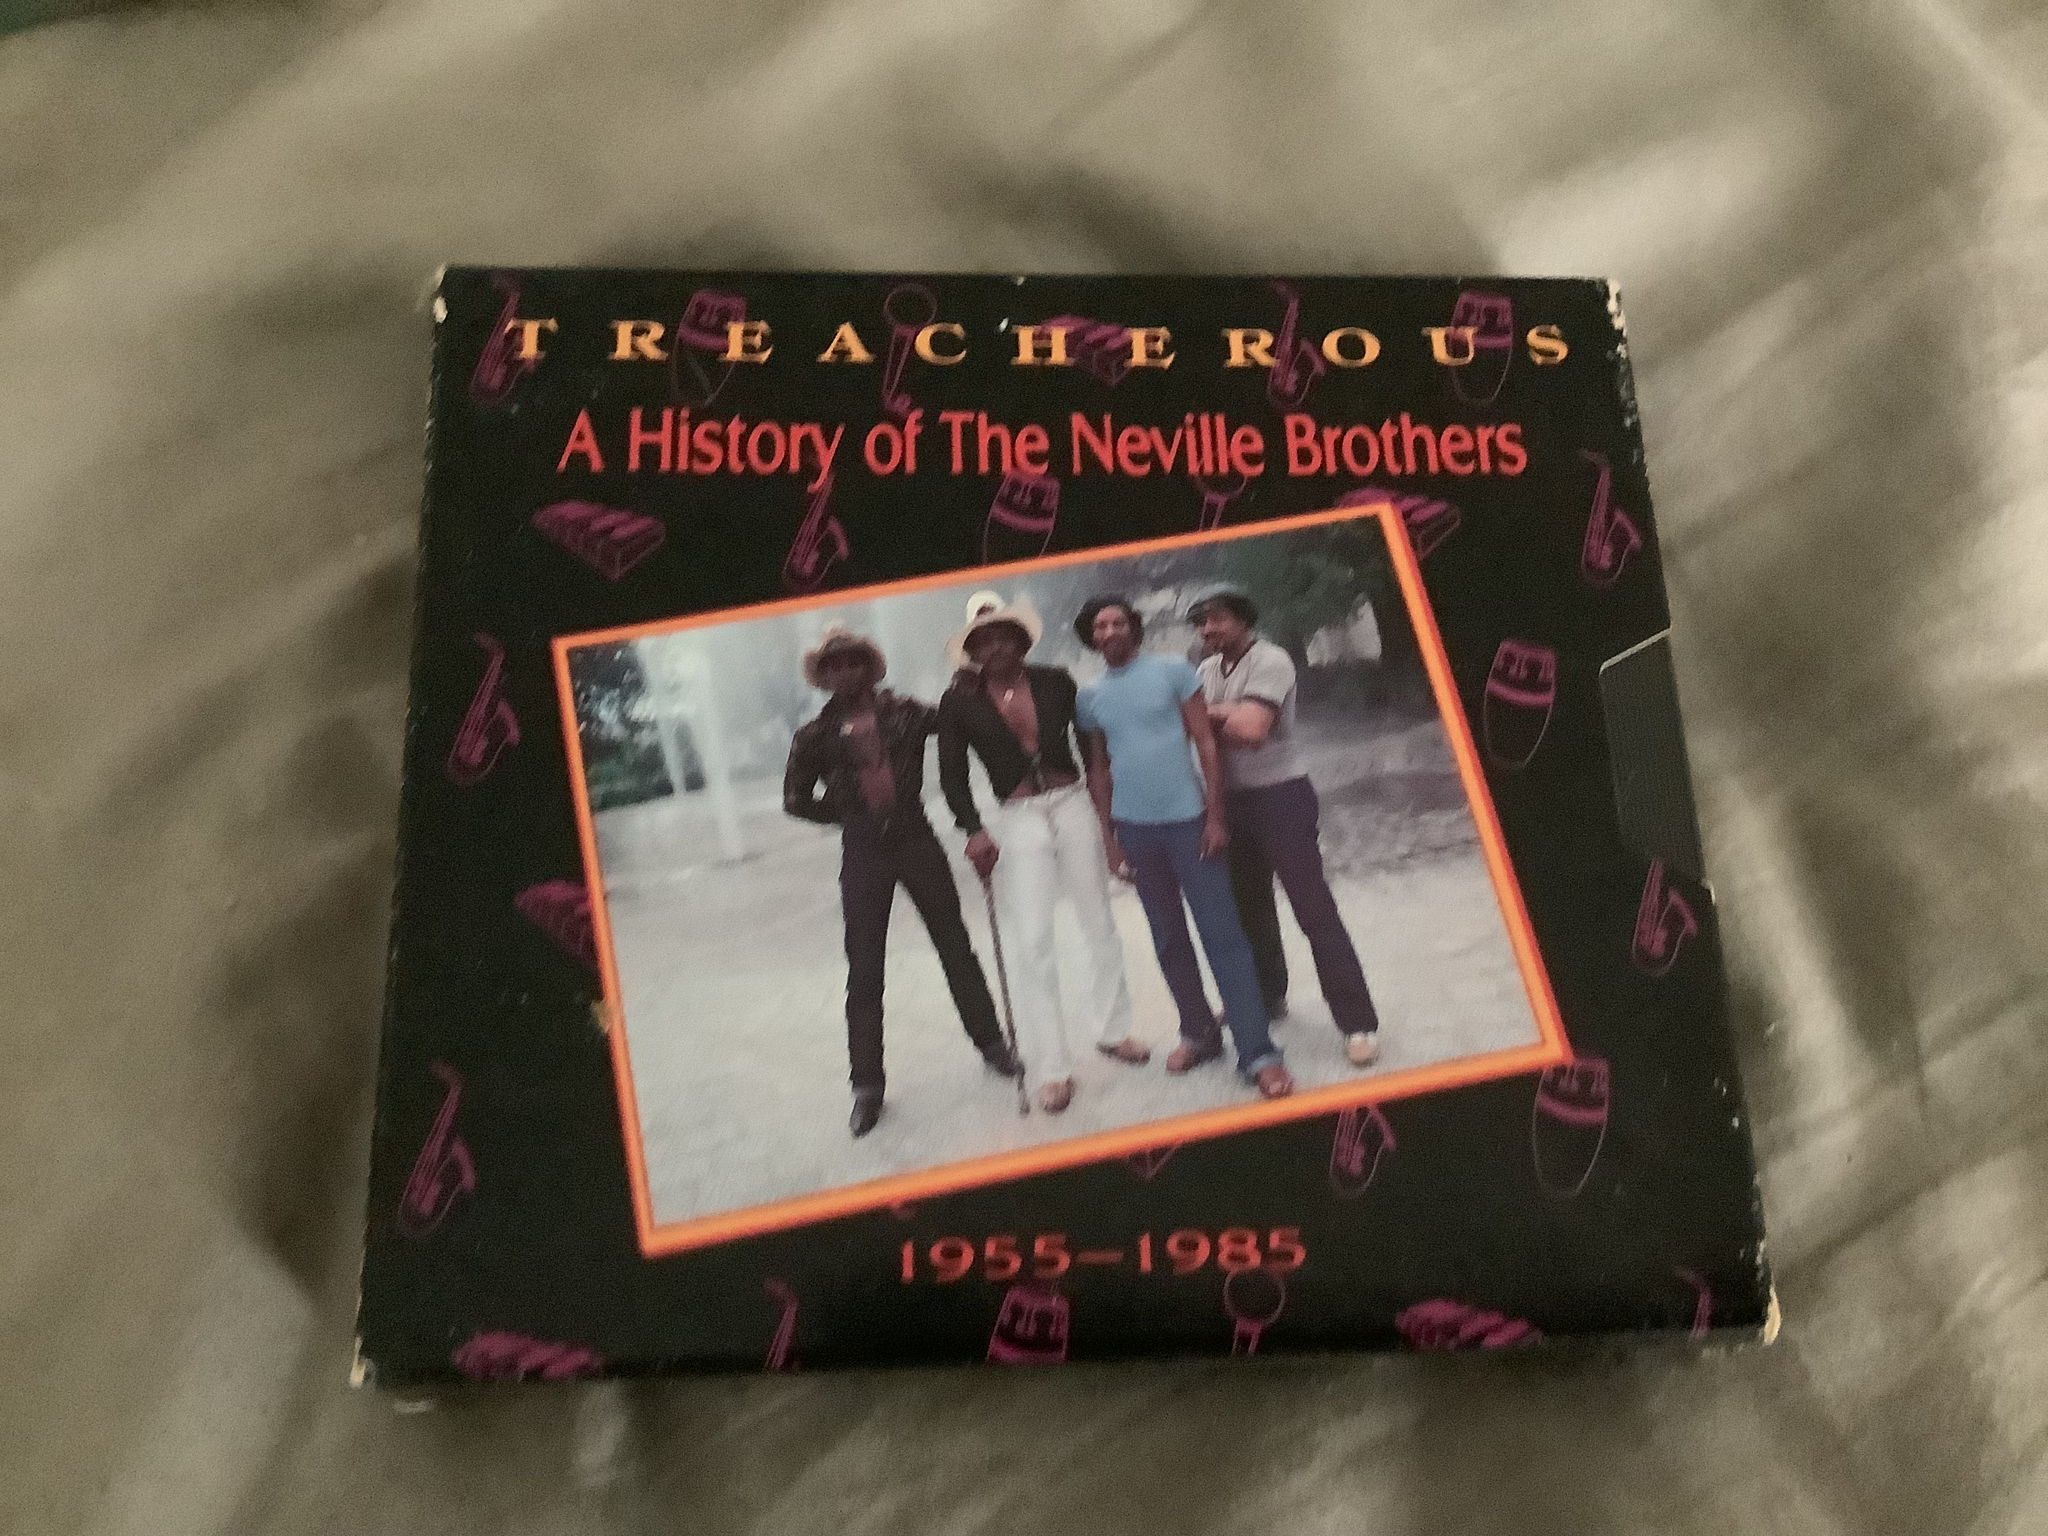 TREACHEROUS
A History of The Neville Brothers
1955–1985